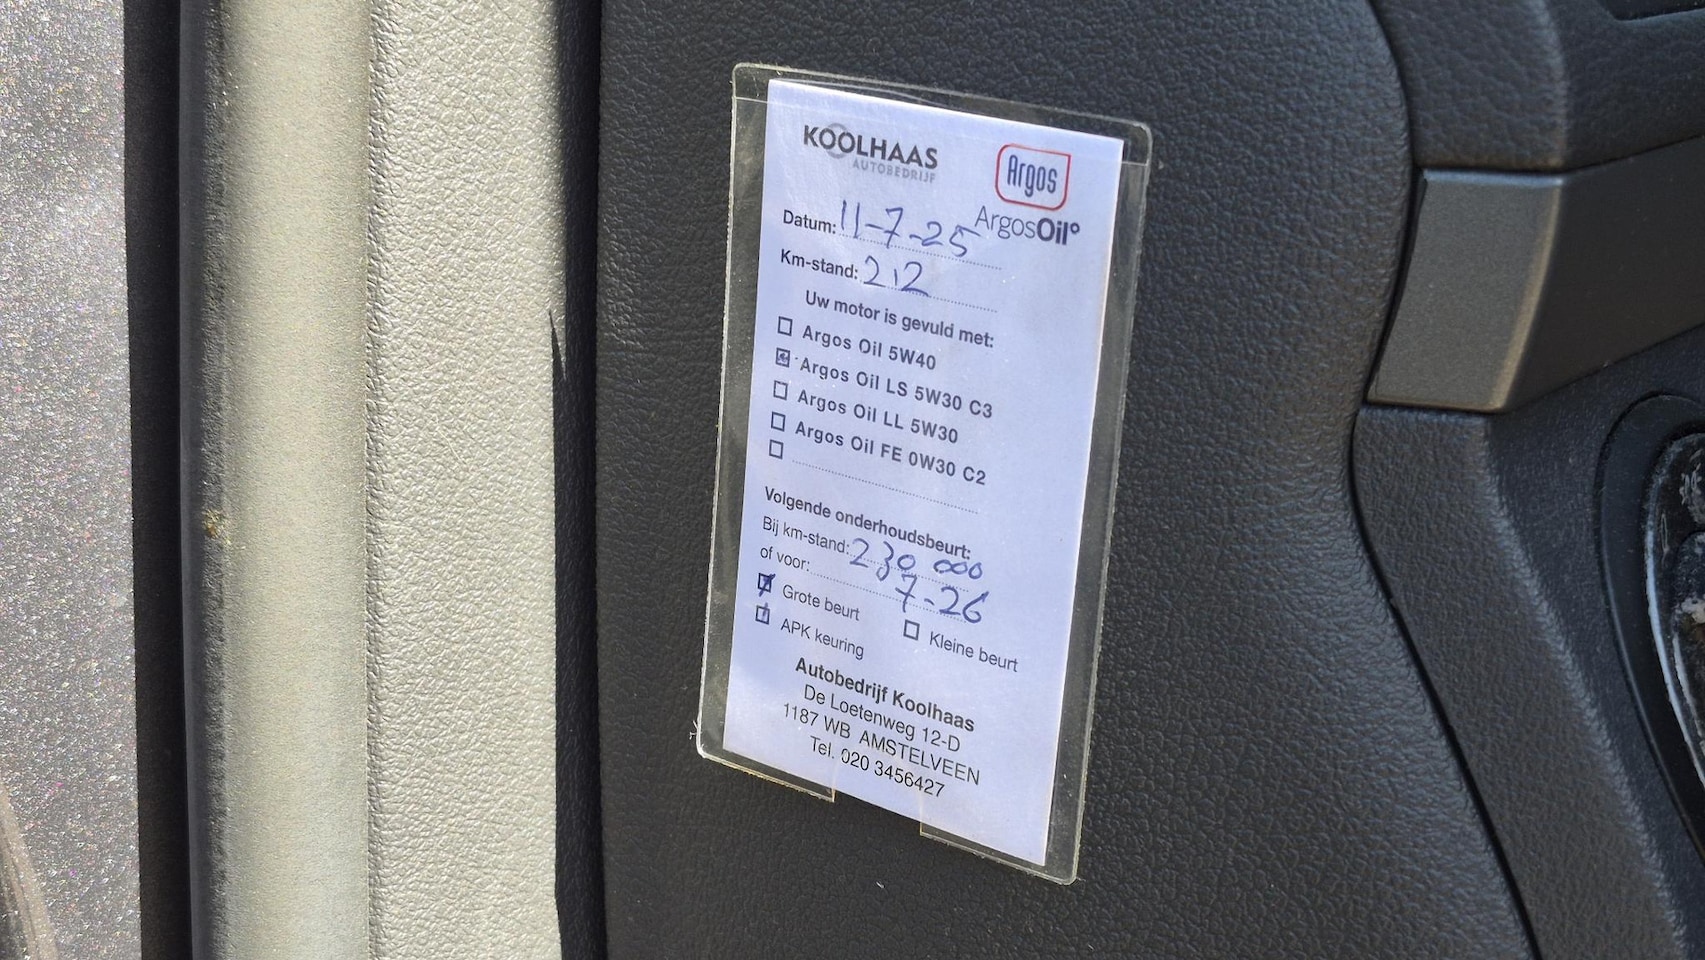 KOOLHAAS
AUTOBEDRIJF
Argos
ArgosOil°
Datum: 11-7-25
Km-stand: 212
Uw motor is gevuld met:
Argos Oil 5W40
Argos Oil LS 5W30 C3
Argos Oil LL 5W30
Argos Oil FE 0W30 C2
Volgende onderhoudsbeurt:
Bij km-stand: 230 000
of voor: 7-26
Grote beurt Kleine beurt
APK keuring
Autobedrijf Koolhaas
De Loetenweg 12-D
1187 WB AMSTELVEEN
Tel. 020 3456427